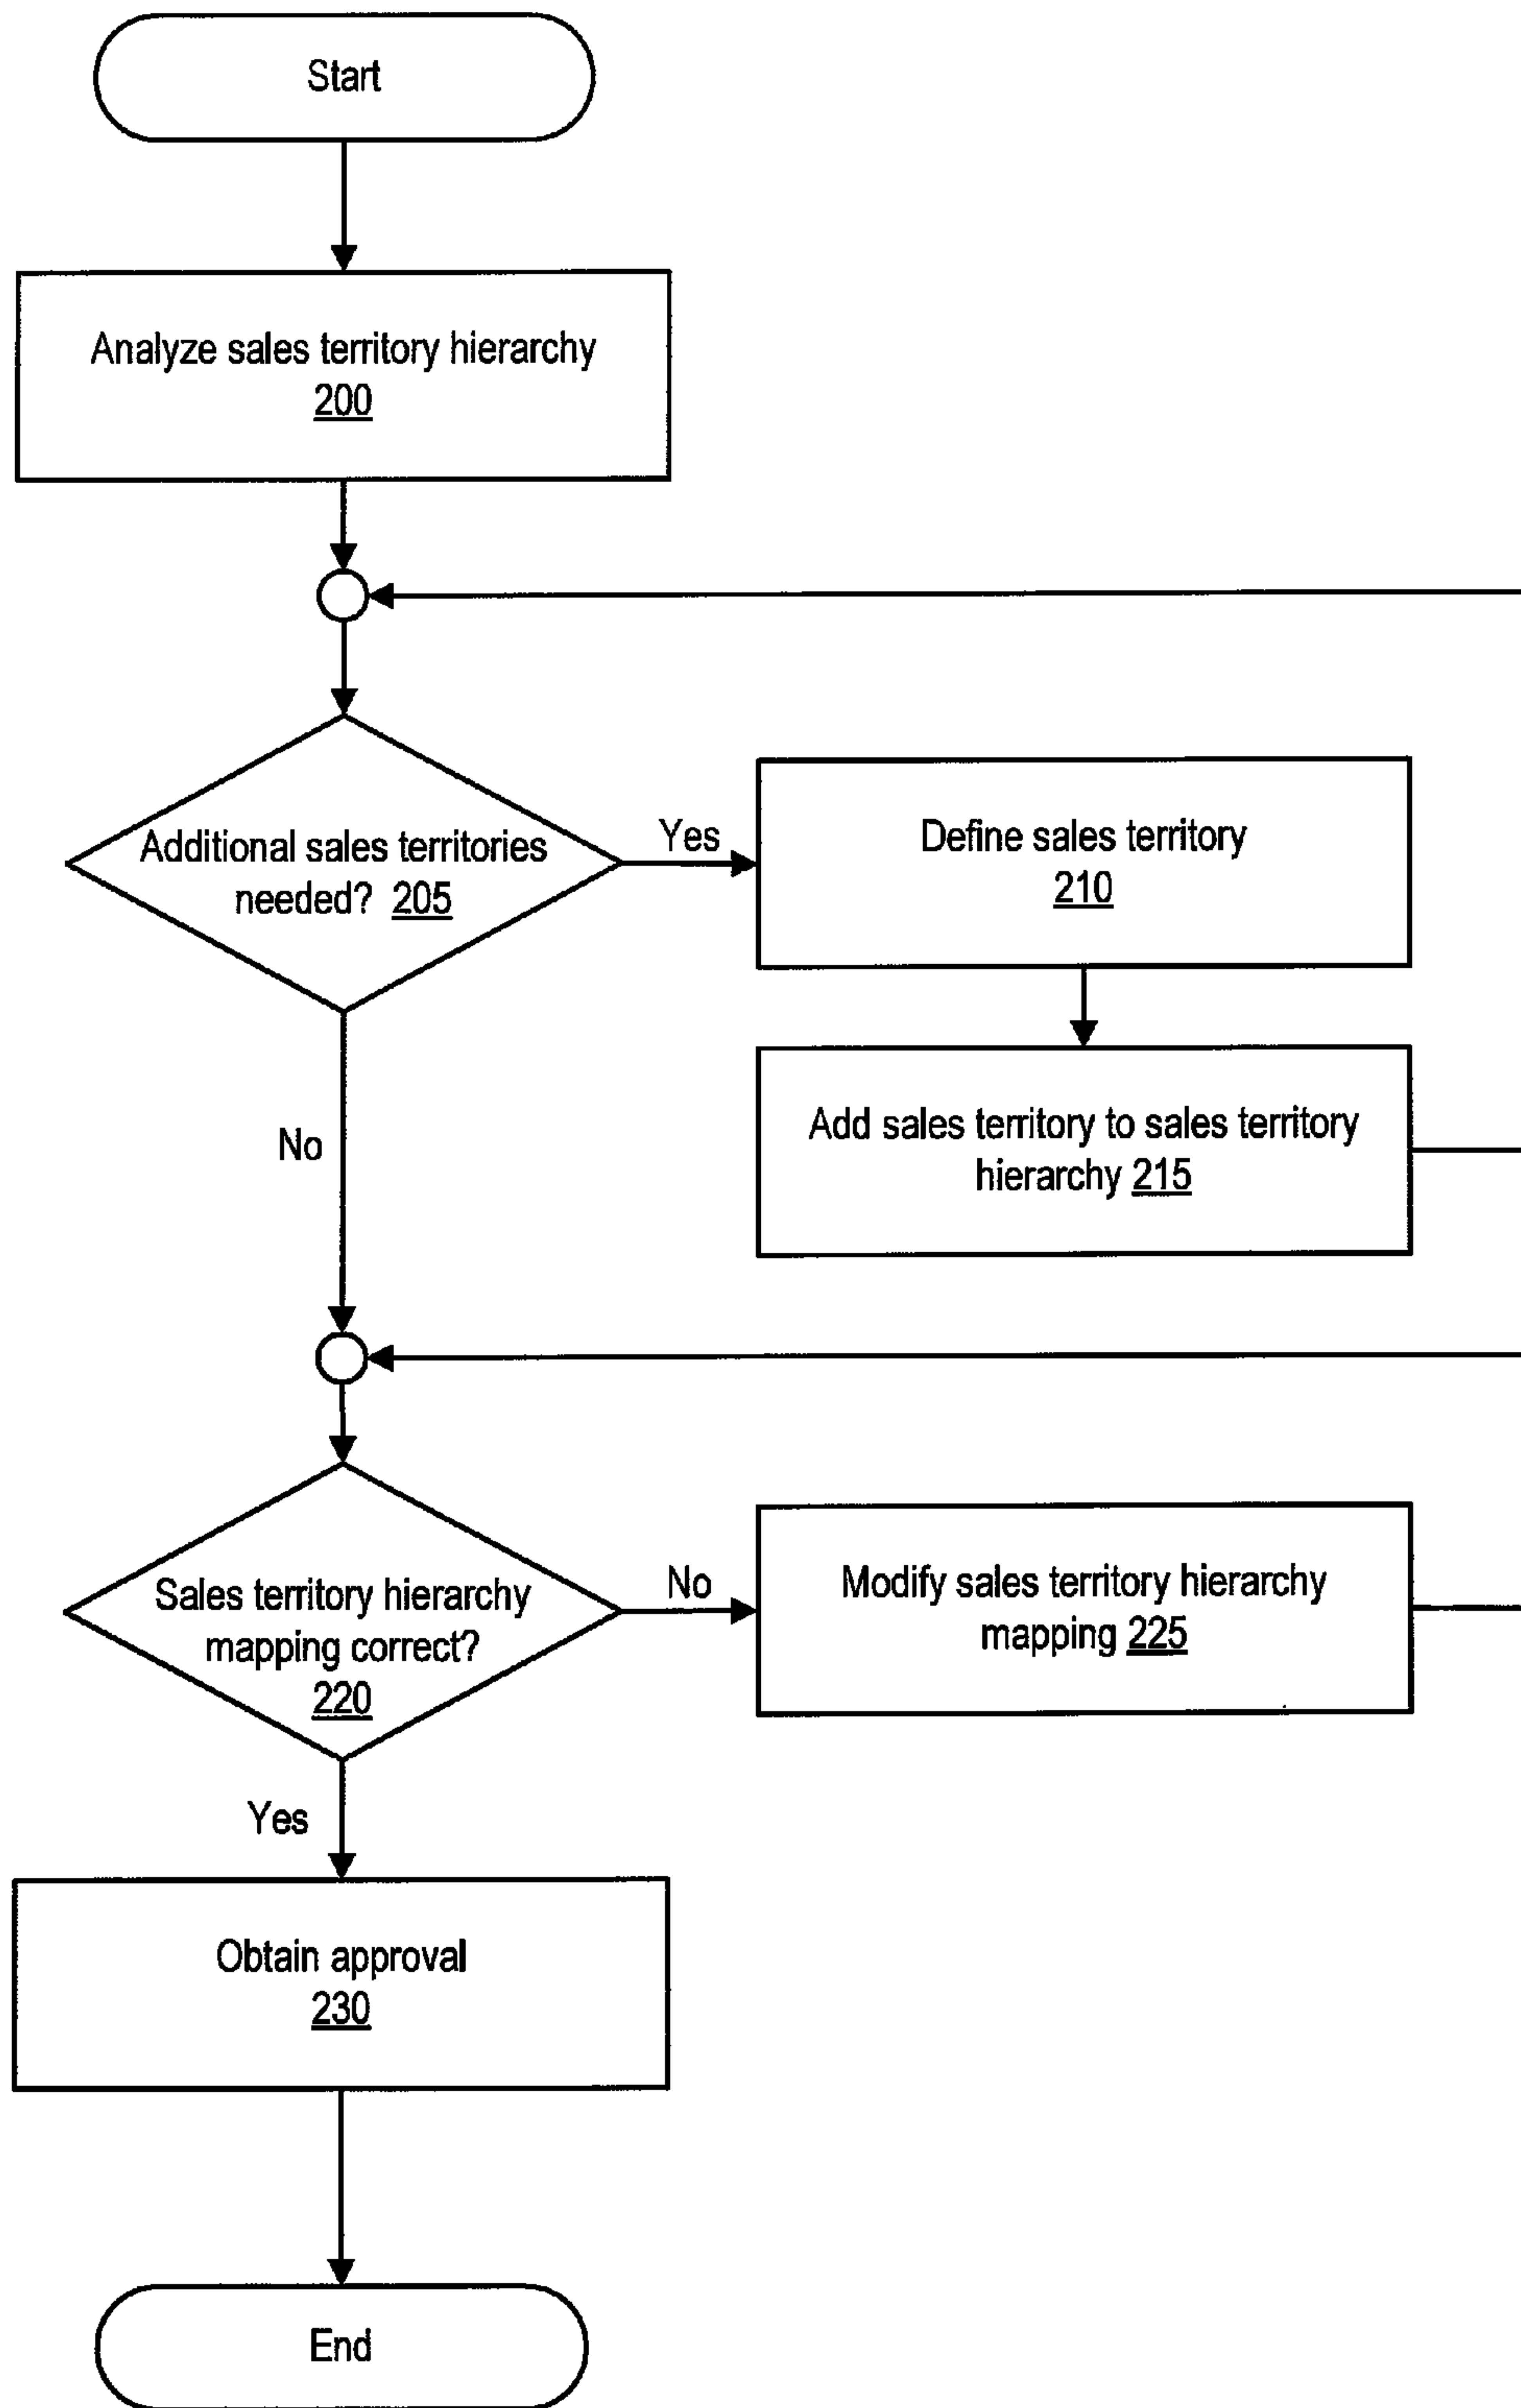 Start
Analyze sales territory hierarchy
200
Additional sales territories
needed? 205
Yes
Define sales territory
210
Add sales territory to sales territory
hierarchy 215
No
Sales territory hierarchy
mapping correct?
220
No
Modify sales territory hierarchy
mapping 225
Yes
Obtain approval
230
End